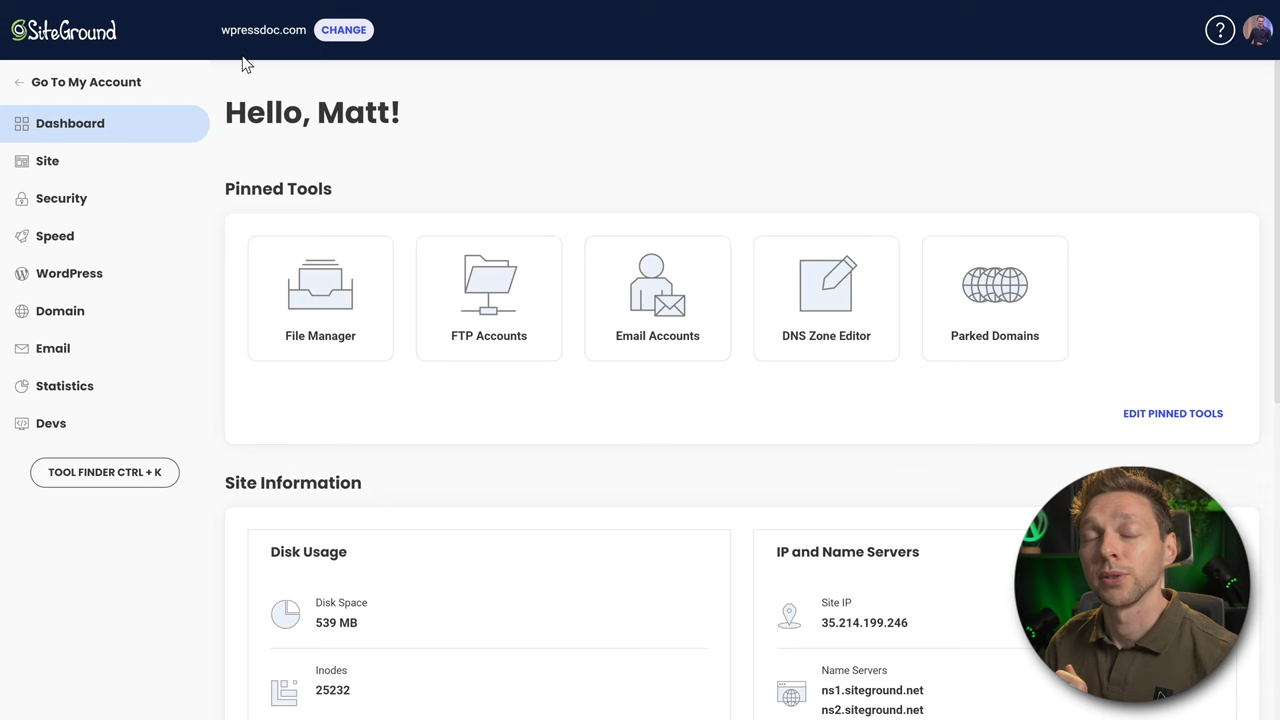 SiteGround
wpressdoc.com CHANGE
?
Go To My Account
Dashboard
Site
Security
Speed
WordPress
Domain
Email
Statistics
Devs
TOOL FINDER CTRL + K
Hello, Matt!
Pinned Tools
File Manager
FTP Accounts
Email Accounts
DNS Zone Editor
Parked Domains
EDIT PINNED TOOLS
Site Information
Disk Usage
Disk Space
539 MB
Inodes
25232
IP and Name Servers
Site IP
35.214.199.246
Name Servers
ns1.siteground.net
ns2.siteground.net